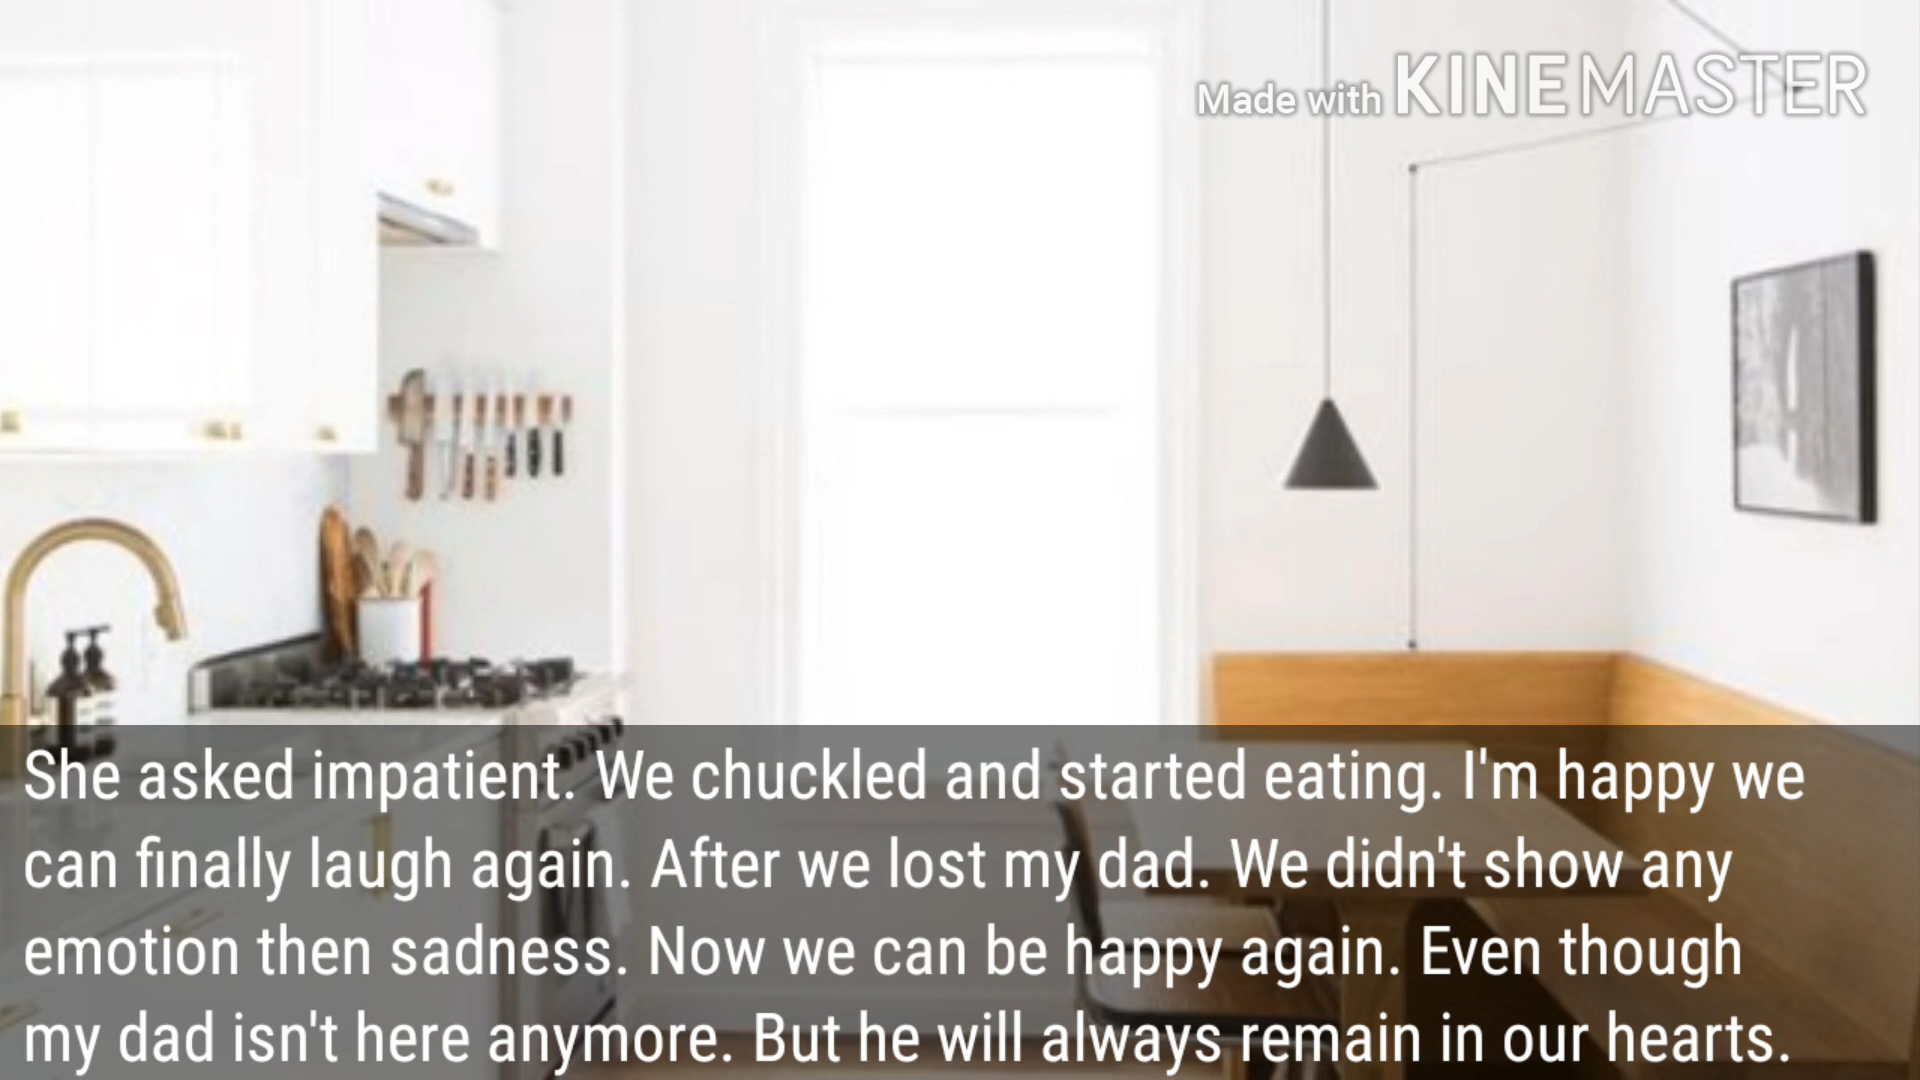 Made with KINEMASTER
She asked impatient. We chuckled and started eating. I'm happy we
can finally laugh again. After we lost my dad. We didn't show any
emotion then sadness. Now we can be happy again. Even though
my dad isn't here anymore. But he will always remain in our hearts.